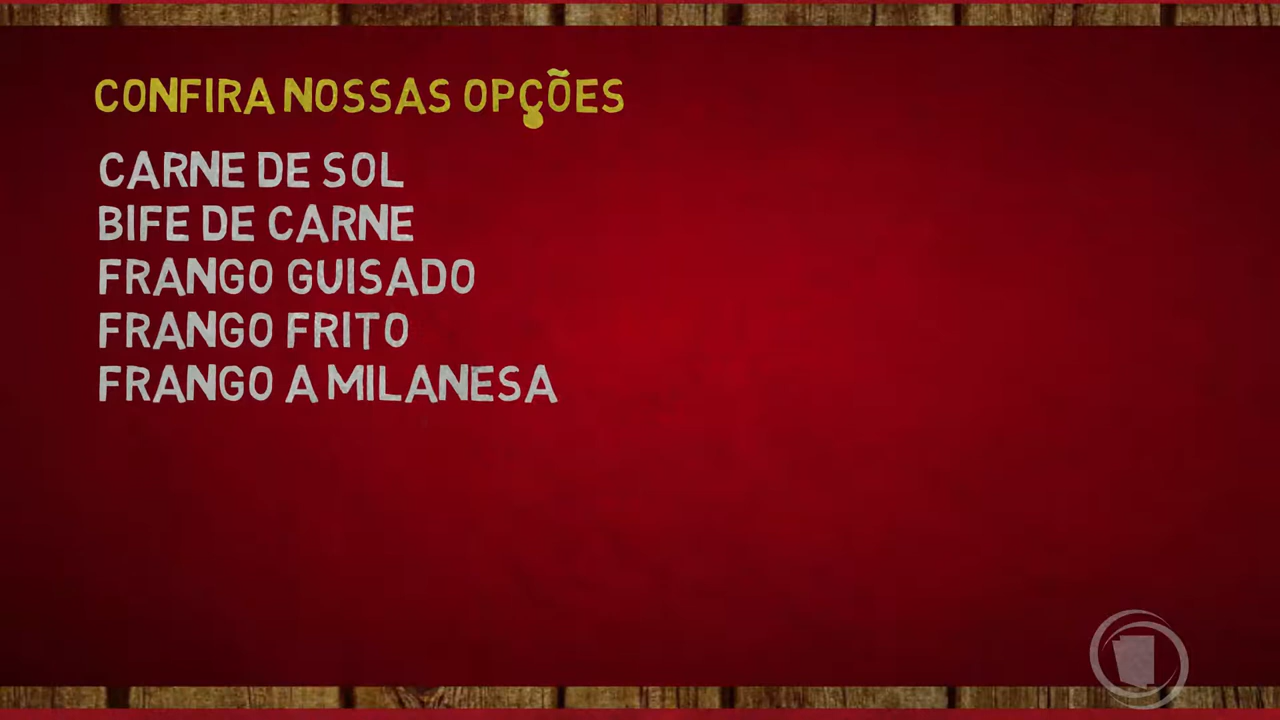 CONFIRA NOSSAS OPÇÕES
CARNE DE SOL
BIFE DE CARNE
FRANGO GUISADO
FRANGO FRITO
FRANGO A MILANESA